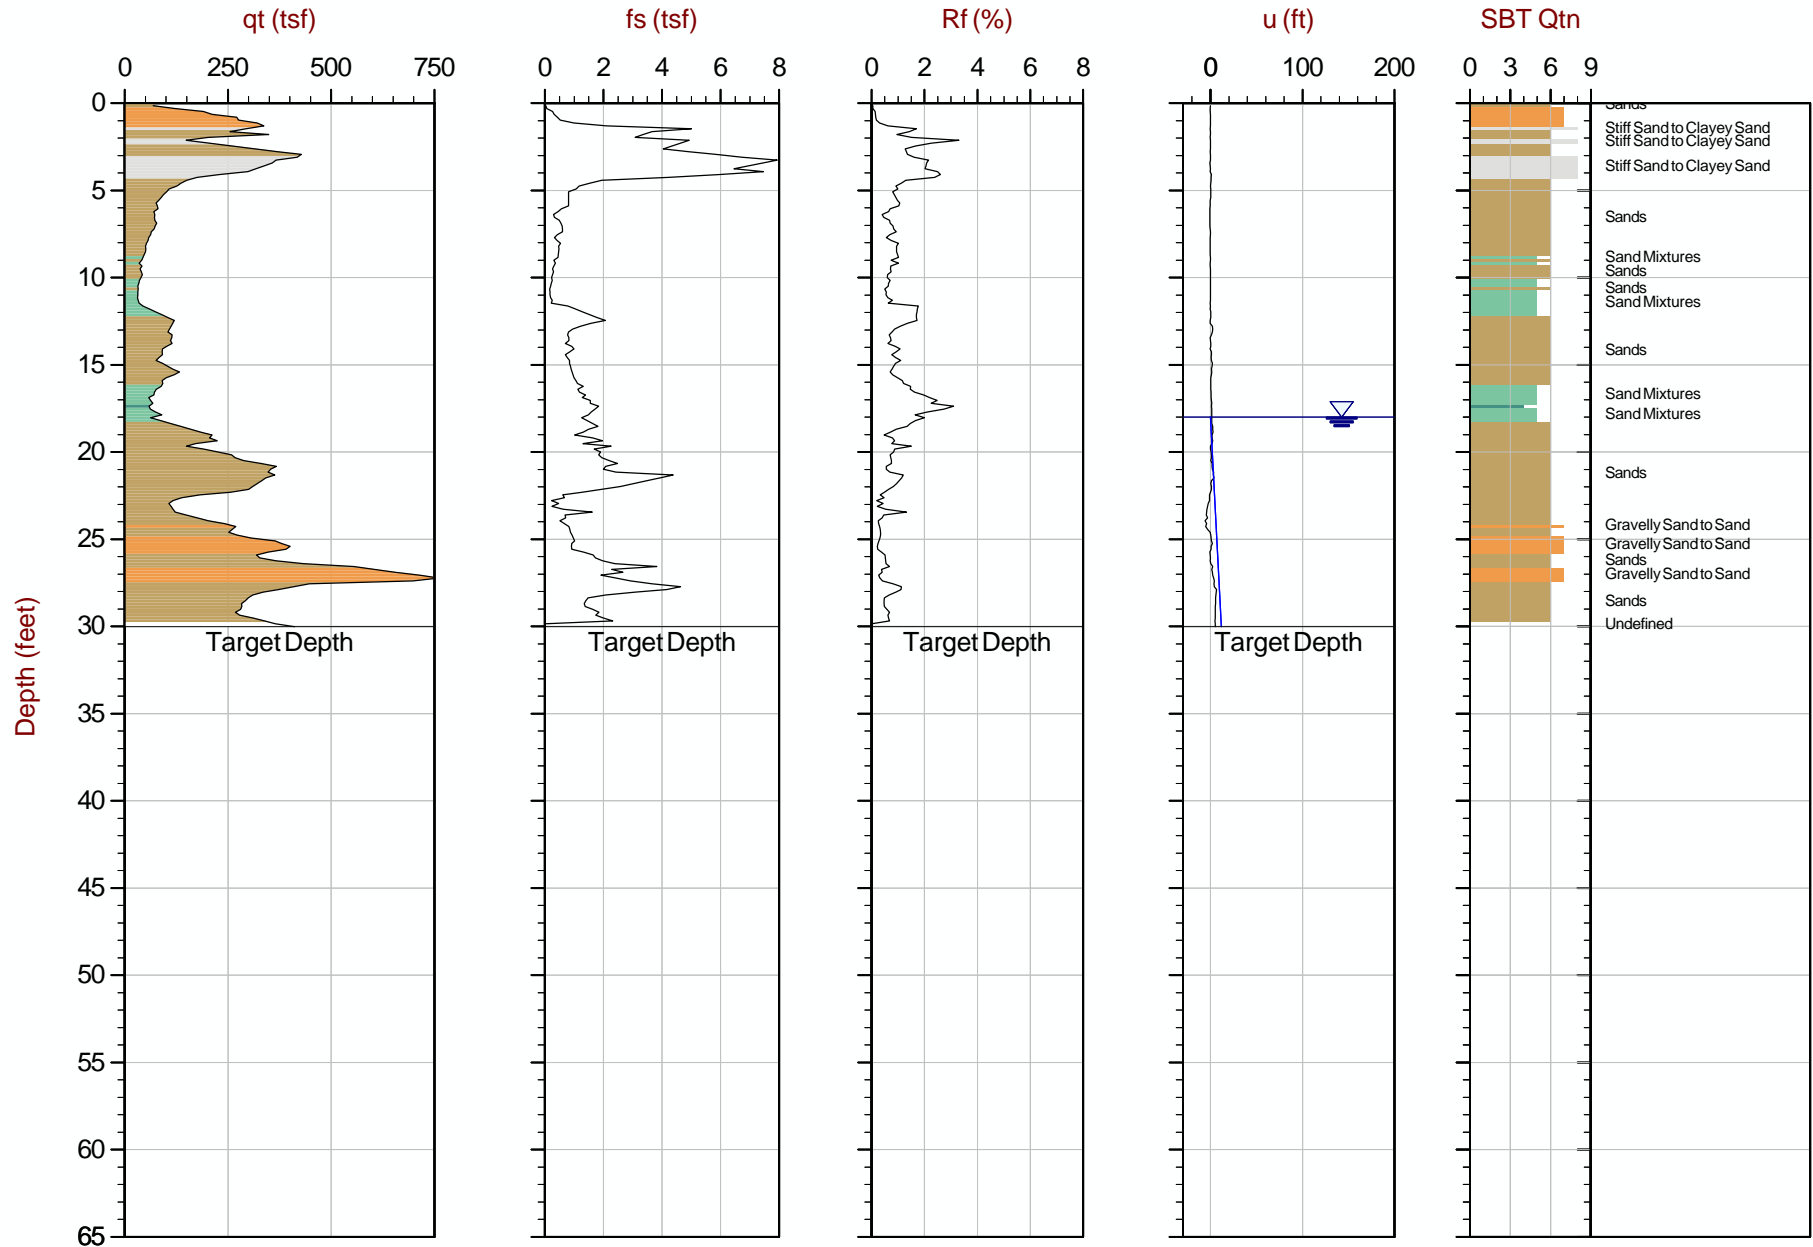 qt (tsf) fs (tsf) Rf (%) u (ft) SBT Qtn
0 250 500 750 0 2 4 6 8 0 2 4 6 8 0 100 200 0 3 6 9
0
5
10
15
20
25
30
35
40
45
50
55
60
65
Depth (feet)
Sands
Stiff Sand to Clayey Sand
Stiff Sand to Clayey Sand
Stiff Sand to Clayey Sand
Sands
Sand Mixtures
Sands
Sands
Sand Mixtures
Sands
Sand Mixtures
Sand Mixtures
Sands
Gravelly Sand to Sand
Gravelly Sand to Sand
Sands
Gravelly Sand to Sand
Sands
Undefined
Target Depth Target Depth Target Depth Target Depth